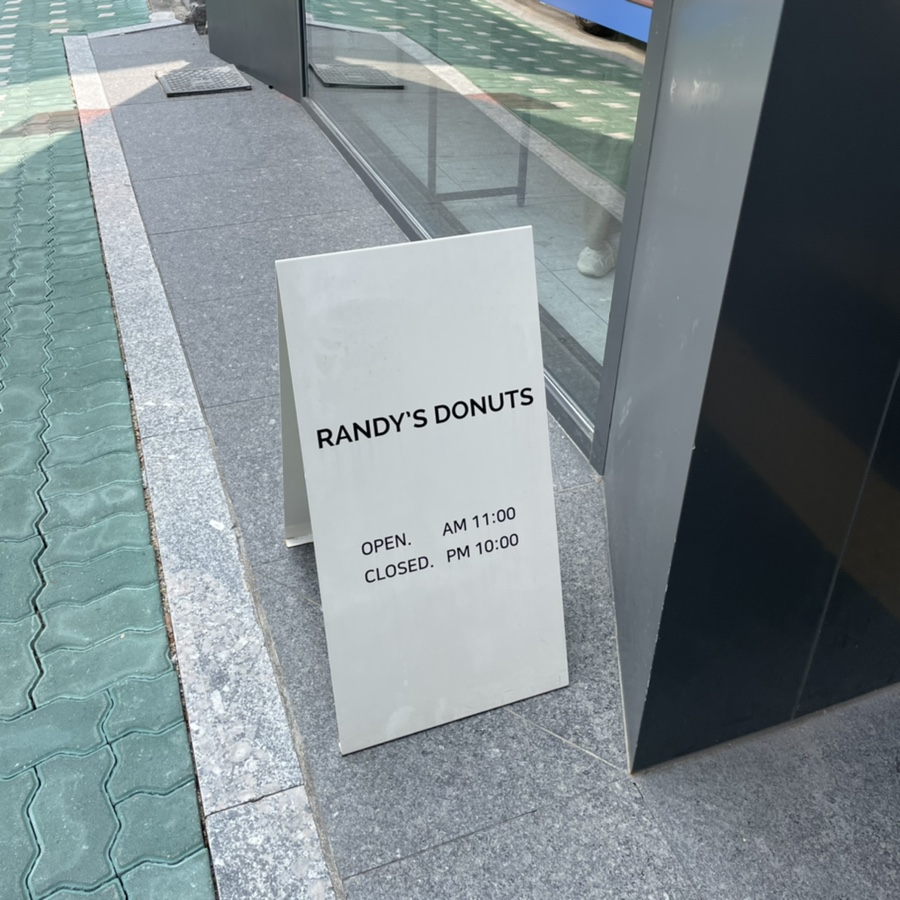 RANDY'S DONUTS
OPEN. AM 11:00
CLOSED. PM 10:00